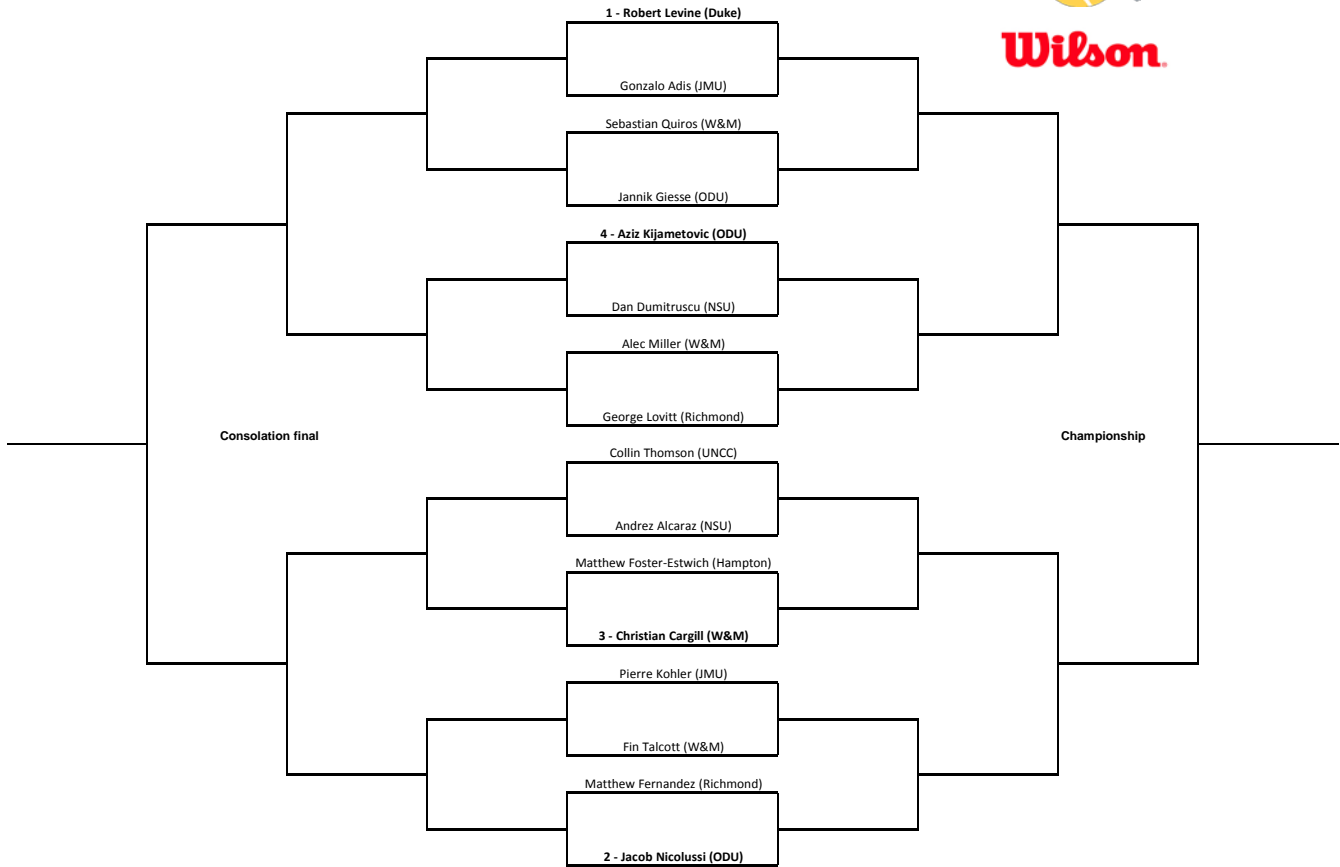 1 - Robert Levine (Duke)
Wilson.
Gonzalo Adis (JMU)
Sebastian Quiros (W&M)
Jannik Giesse (ODU)
4 - Aziz Kijametovic (ODU)
Dan Dumitruscu (NSU)
Alec Miller (W&M)
George Lovitt (Richmond)
Consolation final
Championship
Collin Thomson (UNCC)
Andrez Alcaraz (NSU)
Matthew Foster-Estwich (Hampton)
3 - Christian Cargill (W&M)
Pierre Kohler (JMU)
Fin Talcott (W&M)
Matthew Fernandez (Richmond)
2 - Jacob Nicolussi (ODU)